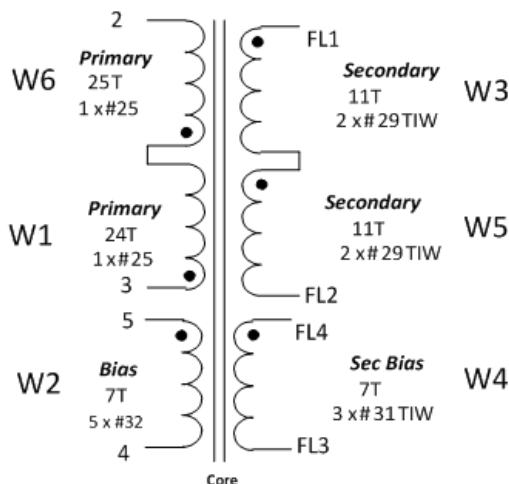 2
W6
Primary
25T
1 x #25
W1
Primary
24T
1 x #25
3
5
W2
Bias
7T
5 x #32
4
FL1
Secondary
11T
2 x # 29 TIW
W3
Secondary
11T
2 x #29 TIW
W5
FL2
FL4
Sec Bias
7T
3 x #31 TIW
W4
FL3
Core